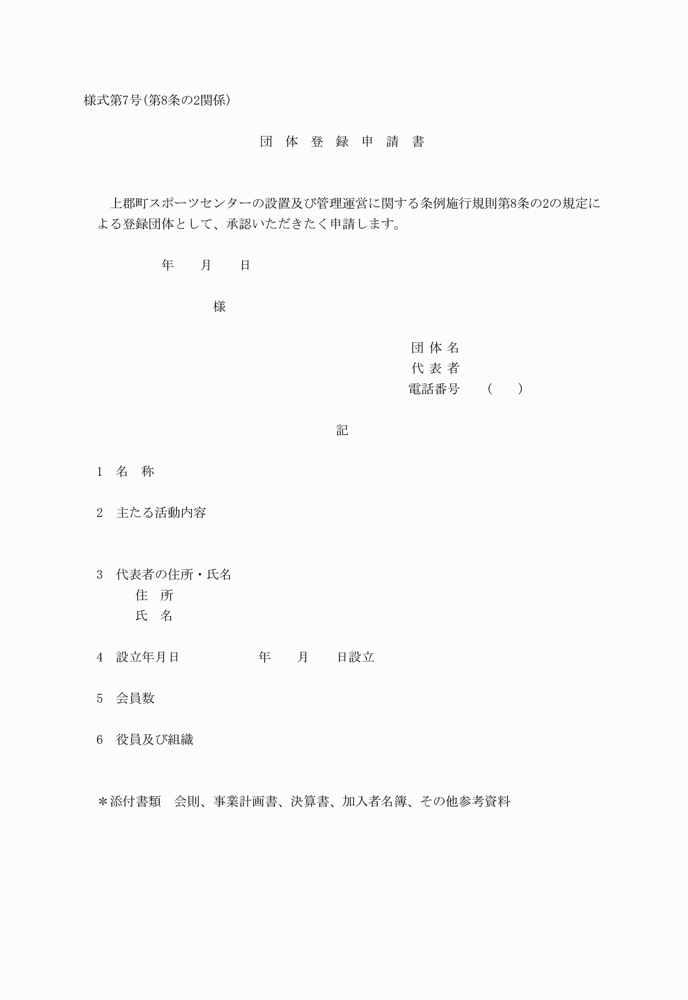 様式第7号(第8条の2関係)
団　体　登　録　申　請　書
上郡町スポーツセンターの設置及び管理運営に関する条例施行規則第8条の2の規定に
よる登録団体として、承認いただきたく申請します。
年　　月　　日
様
団 体 名
代 表 者
電話番号　　(　　)
記
1　名　称
2　主たる活動内容
3　代表者の住所・氏名
住　所
氏　名
4　設立年月日　　　　　　年　　月　　日設立
5　会員数
6　役員及び組織
＊添付書類　会則、事業計画書、決算書、加入者名簿、その他参考資料